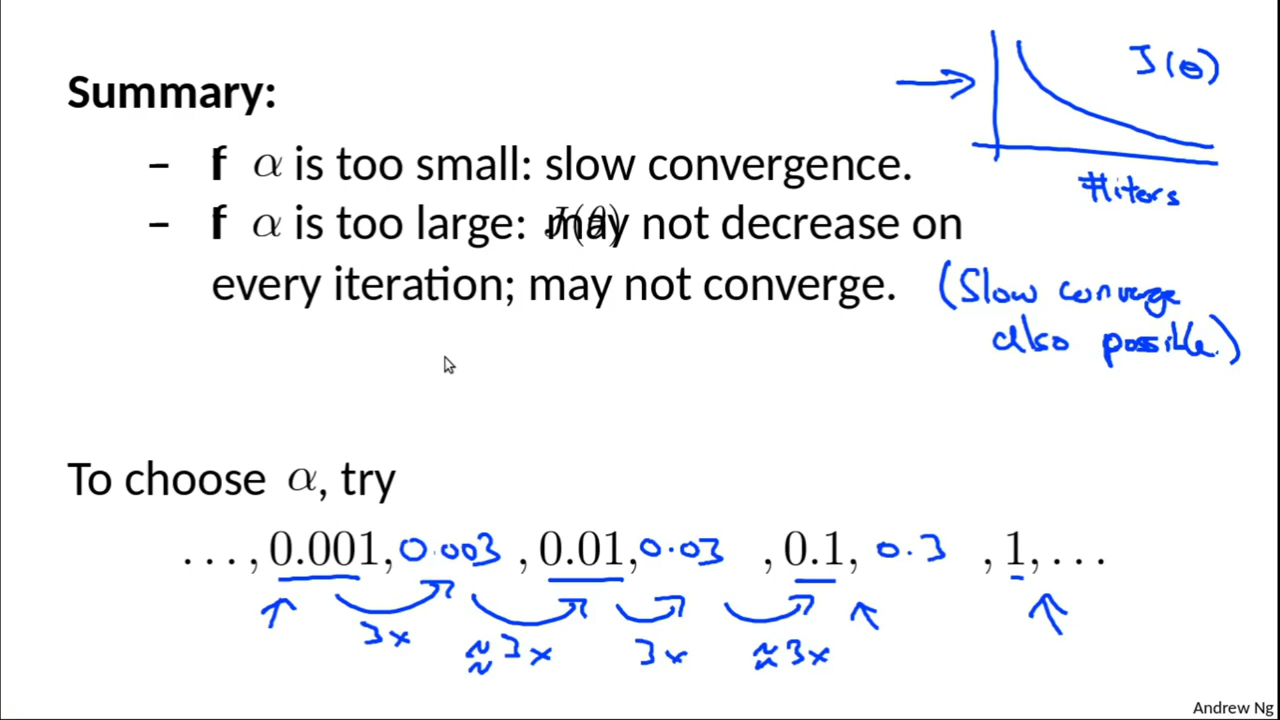 Summary:
J(θ)
– If α is too small: slow convergence.
#iters
– If α is too large: J(θ) may not decrease on
every iteration; may not converge.
(Slow converge
also possible.)
To choose α, try
..., 0.001, 0.003 , 0.01, 0.03 , 0.1, 0.3 , 1, ...
3x ≈3x 3x ≈3x
Andrew Ng